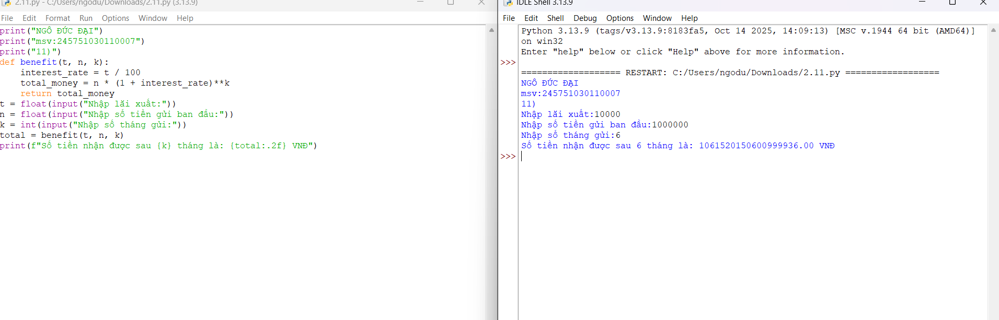 2.11.py - C:/Users/ngodu/Downloads/2.11.py (3.13.9)
File Edit Format Run Options Window Help
print("NGÔ ĐỨC ĐẠI")
print("msv:245751030110007")
print("11)")
def benefit(t, n, k):
    interest_rate = t / 100
    total_money = n * (1 + interest_rate)**k
    return total_money
t = float(input("Nhập lãi xuất:"))
n = float(input("Nhập số tiền gửi ban đầu:"))
k = int(input("Nhập số tháng gửi:"))
total = benefit(t, n, k)
print(f"Số tiền nhận được sau {k} tháng là: {total:.2f} VNĐ")
IDLE Shell 3.13.9
File Edit Shell Debug Options Window Help
Python 3.13.9 (tags/v3.13.9:8183fa5, Oct 14 2025, 14:09:13) [MSC v.1944 64 bit (AMD64)]
on win32
Enter "help" below or click "Help" above for more information.
>>>
=================== RESTART: C:/Users/ngodu/Downloads/2.11.py ==================
NGÔ ĐỨC ĐẠI
msv:245751030110007
11)
Nhập lãi xuất:10000
Nhập số tiền gửi ban đầu:1000000
Nhập số tháng gửi:6
Số tiền nhận được sau 6 tháng là: 1061520150600999936.00 VNĐ
>>>